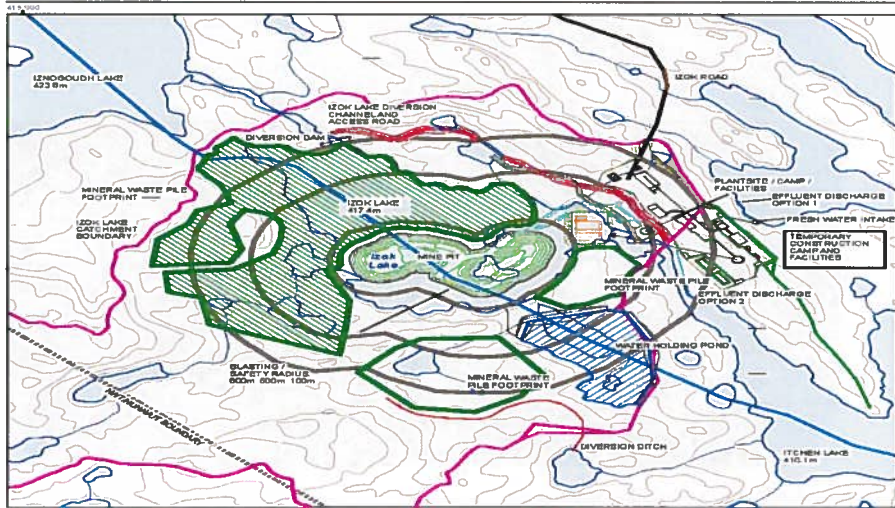 IZNOGOUDH LAKE
423.8m
IZOK ROAD
IZOK LAKE DIVERSION
CHANNEL AND
ACCESS ROAD
DIVERSION DAM
PLANTSITE / CAMP /
FACILITIES
MINERAL WASTE PILE
FOOTPRINT
EFFLUENT DISCHARGE
OPTION 1
IZOK LAKE
417.4m
FRESH WATER INTAKE
IZOK LAKE
CATCHMENT
BOUNDARY
TEMPORARY
CONSTRUCTION
CAMP AND
FACILITIES
Izok
Lake
MINE PIT
MINERAL WASTE PILE
FOOTPRINT
EFFLUENT DISCHARGE
OPTION 2
WATER HOLDING POND
BLASTING /
SAFETY RADIUS
MINERAL WASTE
PILE FOOTPRINT
NWT/NUNAVUT BOUNDARY
DIVERSION DITCH
ITCHEN LAKE
410.1m